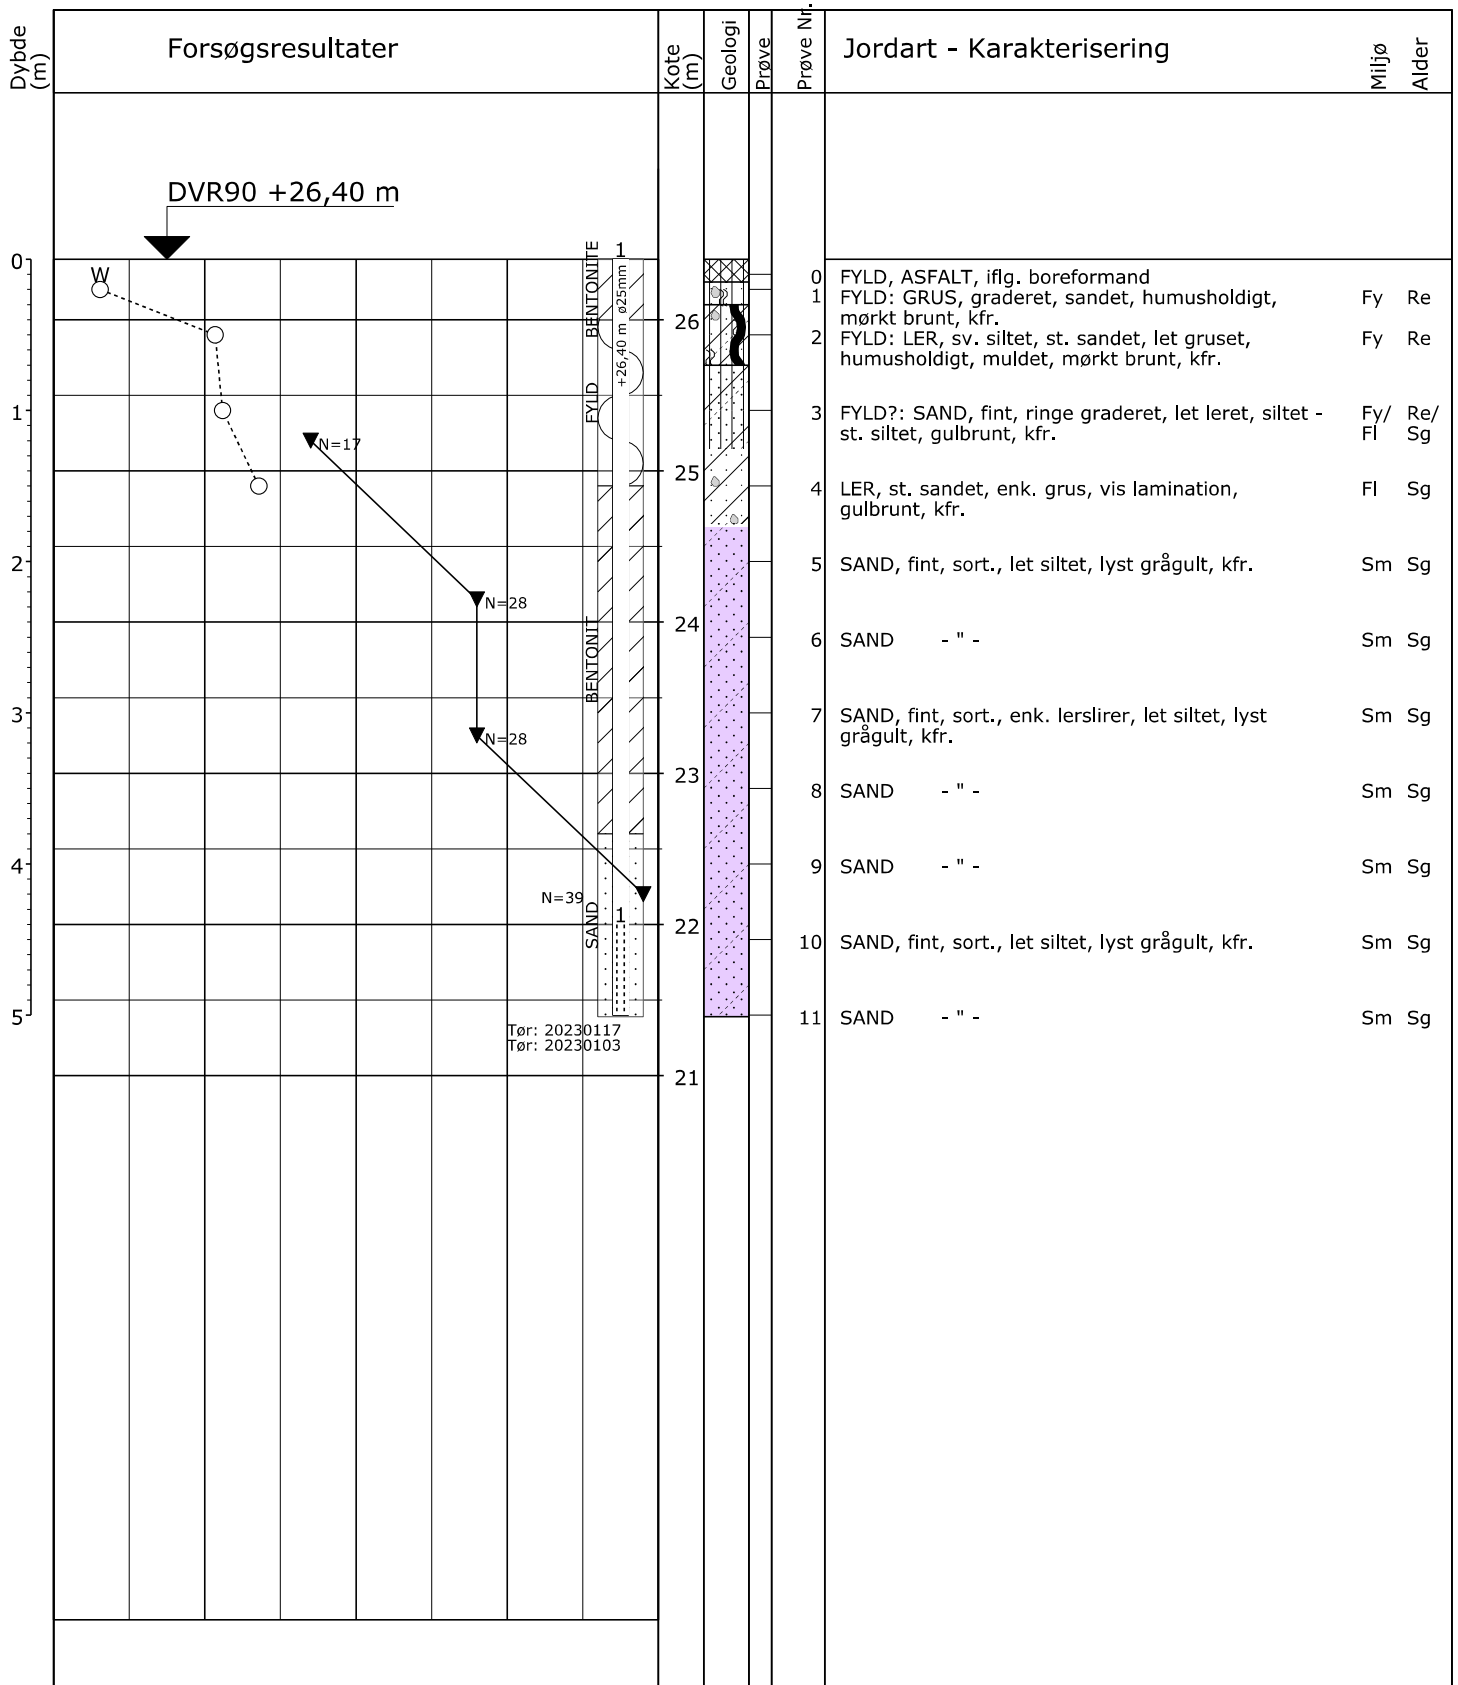 Dybde
(m)
Forsøgsresultater
Kote
(m)
Geologi
Prøve
Prøve Nr.
Jordart - Karakterisering
Miljø
Alder
DVR90 +26,40 m
0
1
2
3
4
5
W
N=17
N=28
N=28
N=39
BENTONITE
FYLD
BENTONIT
SAND
1
+26,40 m ø25mm
1
Tør: 20230117
Tør: 20230103
26
25
24
23
22
21
0 FYLD, ASFALT, iflg. boreformand
1 FYLD: GRUS, graderet, sandet, humusholdigt, Fy Re
mørkt brunt, kfr.
2 FYLD: LER, sv. siltet, st. sandet, let gruset, Fy Re
humusholdigt, muldet, mørkt brunt, kfr.
3 FYLD?: SAND, fint, ringe graderet, let leret, siltet - Fy/ Re/
st. siltet, gulbrunt, kfr. Fl Sg
4 LER, st. sandet, enk. grus, vis lamination, Fl Sg
gulbrunt, kfr.
5 SAND, fint, sort., let siltet, lyst grågult, kfr. Sm Sg
6 SAND - " - Sm Sg
7 SAND, fint, sort., enk. lerslirer, let siltet, lyst Sm Sg
grågult, kfr.
8 SAND - " - Sm Sg
9 SAND - " - Sm Sg
10 SAND, fint, sort., let siltet, lyst grågult, kfr. Sm Sg
11 SAND - " - Sm Sg